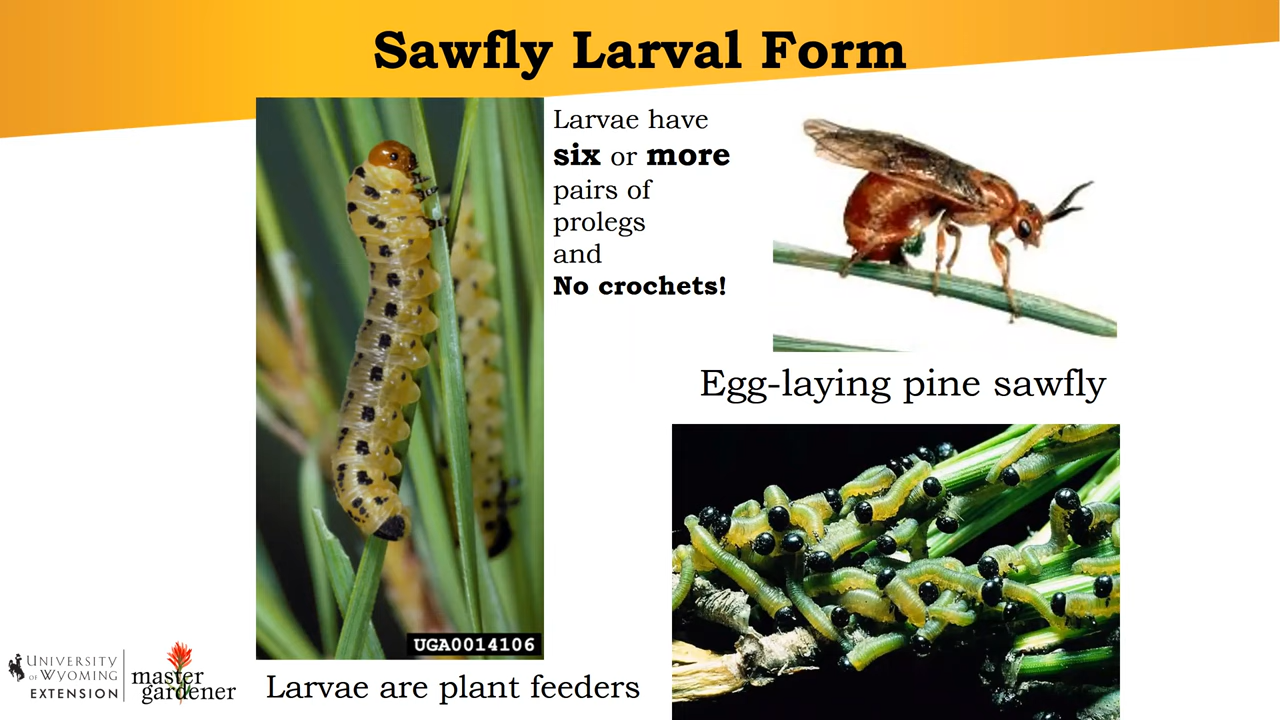 Sawfly Larval Form
Larvae have
six or more
pairs of
prolegs
and
No crochets!
Egg-laying pine sawfly
UGA0014106
Larvae are plant feeders
UNIVERSITY
OF WYOMING
EXTENSION
master
gardener